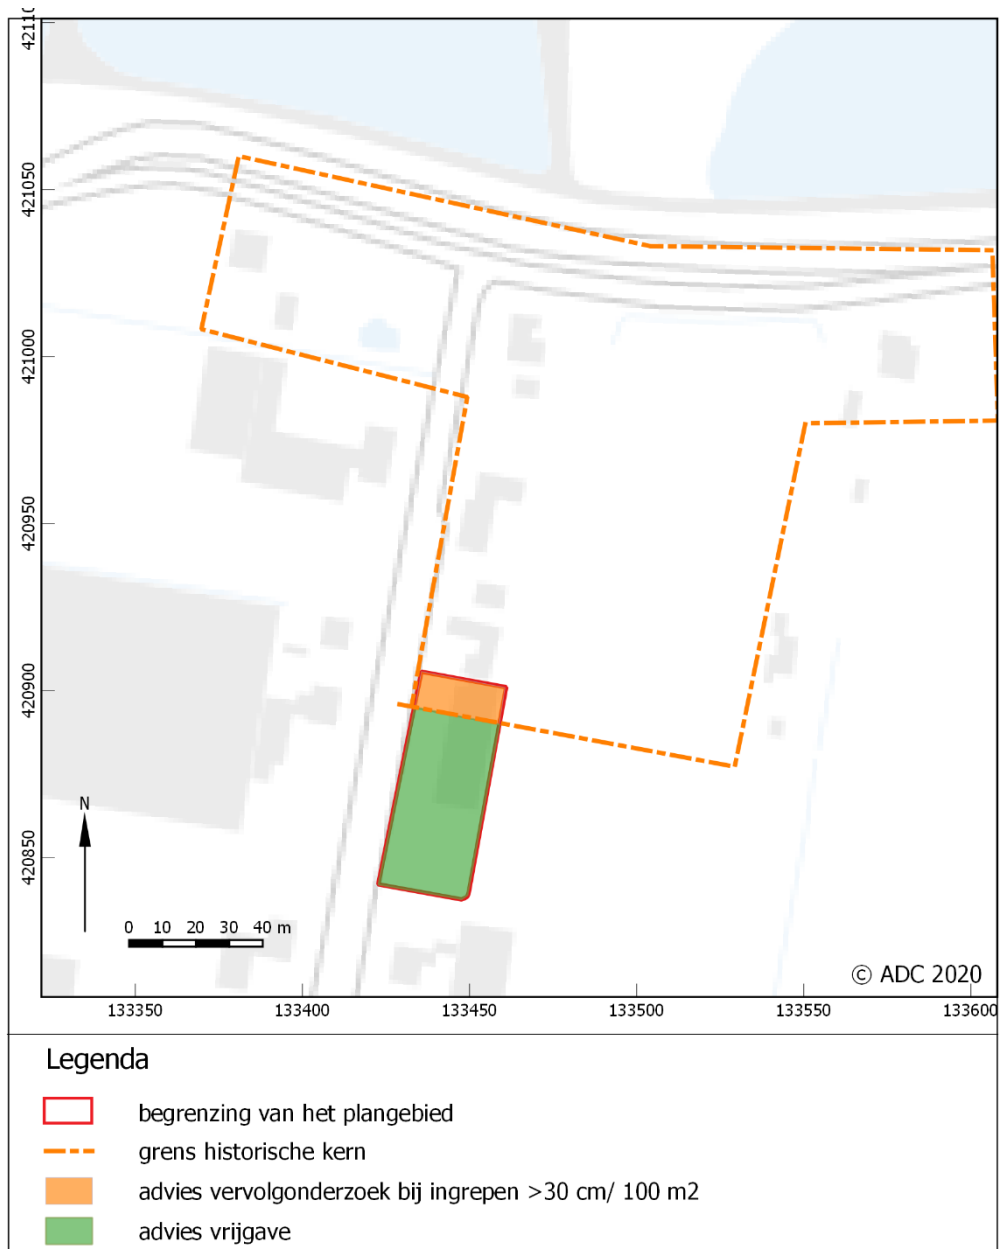 42110
421050
421000
420950
420900
420850
N
0 10 20 30 40 m
© ADC 2020
133350 133400 133450 133500 133550 133600
Legenda
begrenzing van het plangebied
grens historische kern
advies vervolgonderzoek bij ingrepen >30 cm/ 100 m2
advies vrijgave